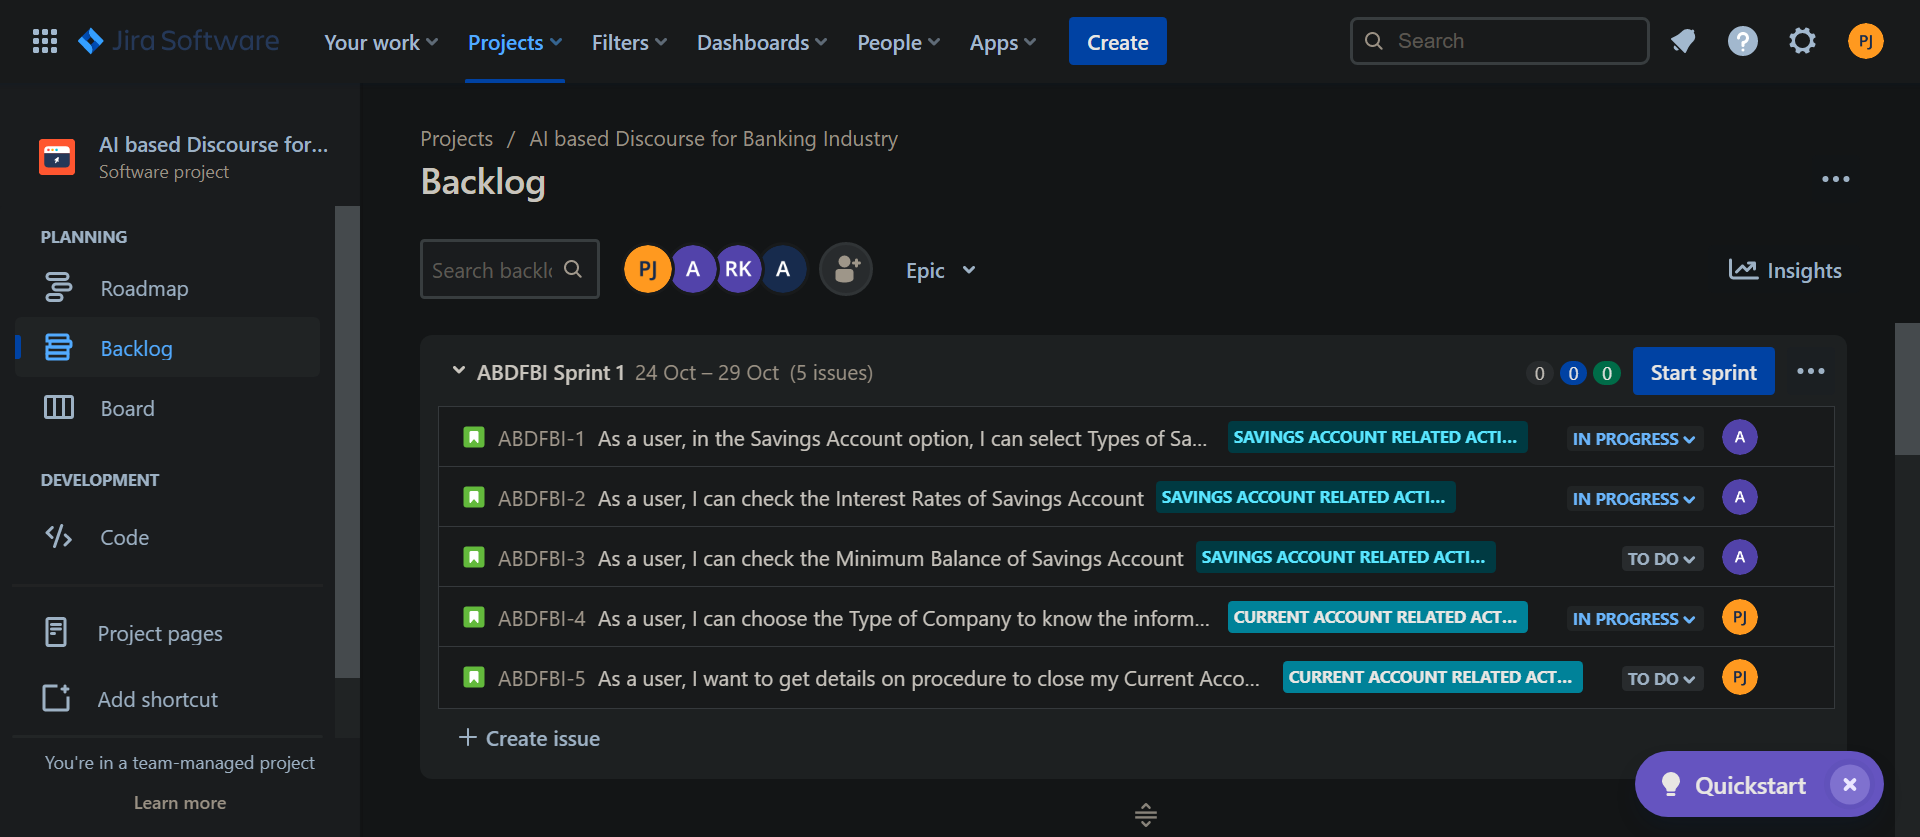 Jira Software
Your work
Projects
Filters
Dashboards
People
Apps
Create
Search
PJ
AI based Discourse for...
Software project
PLANNING
Roadmap
Backlog
Board
DEVELOPMENT
Code
Project pages
Add shortcut
You're in a team-managed project
Learn more
Projects / AI based Discourse for Banking Industry
Backlog
Search backlo
PJ A RK A
Epic
Insights
ABDFBI Sprint 1 24 Oct – 29 Oct (5 issues)
0 0 0
Start sprint
ABDFBI-1 As a user, in the Savings Account option, I can select Types of Sa... SAVINGS ACCOUNT RELATED ACTI... IN PROGRESS A
ABDFBI-2 As a user, I can check the Interest Rates of Savings Account SAVINGS ACCOUNT RELATED ACTI... IN PROGRESS A
ABDFBI-3 As a user, I can check the Minimum Balance of Savings Account SAVINGS ACCOUNT RELATED ACTI... TO DO A
ABDFBI-4 As a user, I can choose the Type of Company to know the inform... CURRENT ACCOUNT RELATED ACT... IN PROGRESS PJ
ABDFBI-5 As a user, I want to get details on procedure to close my Current Acco... CURRENT ACCOUNT RELATED ACT... TO DO PJ
+ Create issue
Quickstart